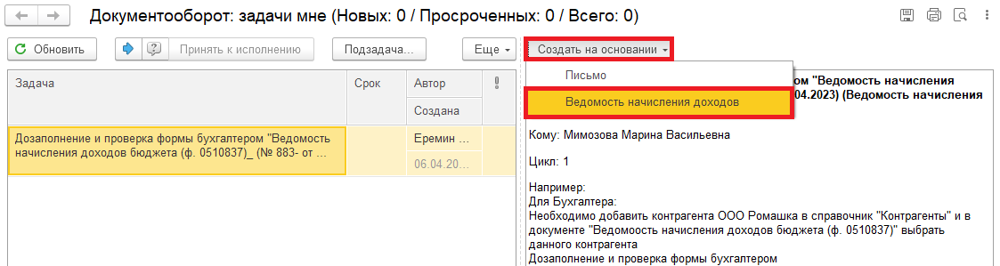 Документооборот: задачи мне (Новых: 0 / Просроченных: 0 / Всего: 0)
Обновить
Принять к исполнению
Подзадача...
Еще
Создать на основании
Задача
Срок
Автор
Создана
Дозаполнение и проверка формы бухгалтером "Ведомость
начисления доходов бюджета (ф. 0510837)_ (№ 883- от ...
Еремин ...
06.04.20...
Письмо
Ведомость начисления доходов
ом "Ведомость начисления
04.2023) (Ведомость начисления
Кому: Мимозова Марина Васильевна
Цикл: 1
Например:
Для Бухгалтера:
Необходимо добавить контрагента ООО Ромашка в справочник "Контрагенты" и в
документе "Ведомоость начисления доходов бюджета (ф. 0510837)" выбрать
данного контрагента
Дозаполнение и проверка формы бухгалтером